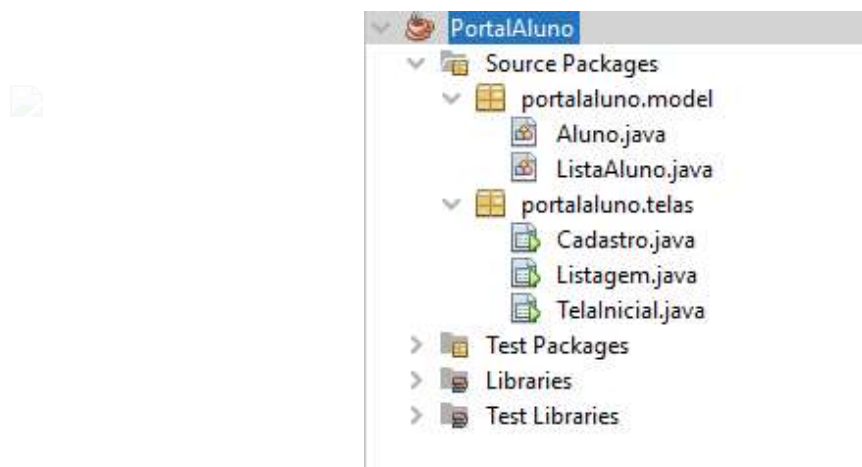 PortalAluno
Source Packages
portalaluno.model
Aluno.java
ListaAluno.java
portalaluno.telas
Cadastro.java
Listagem.java
TelaInicial.java
Test Packages
Libraries
Test Libraries